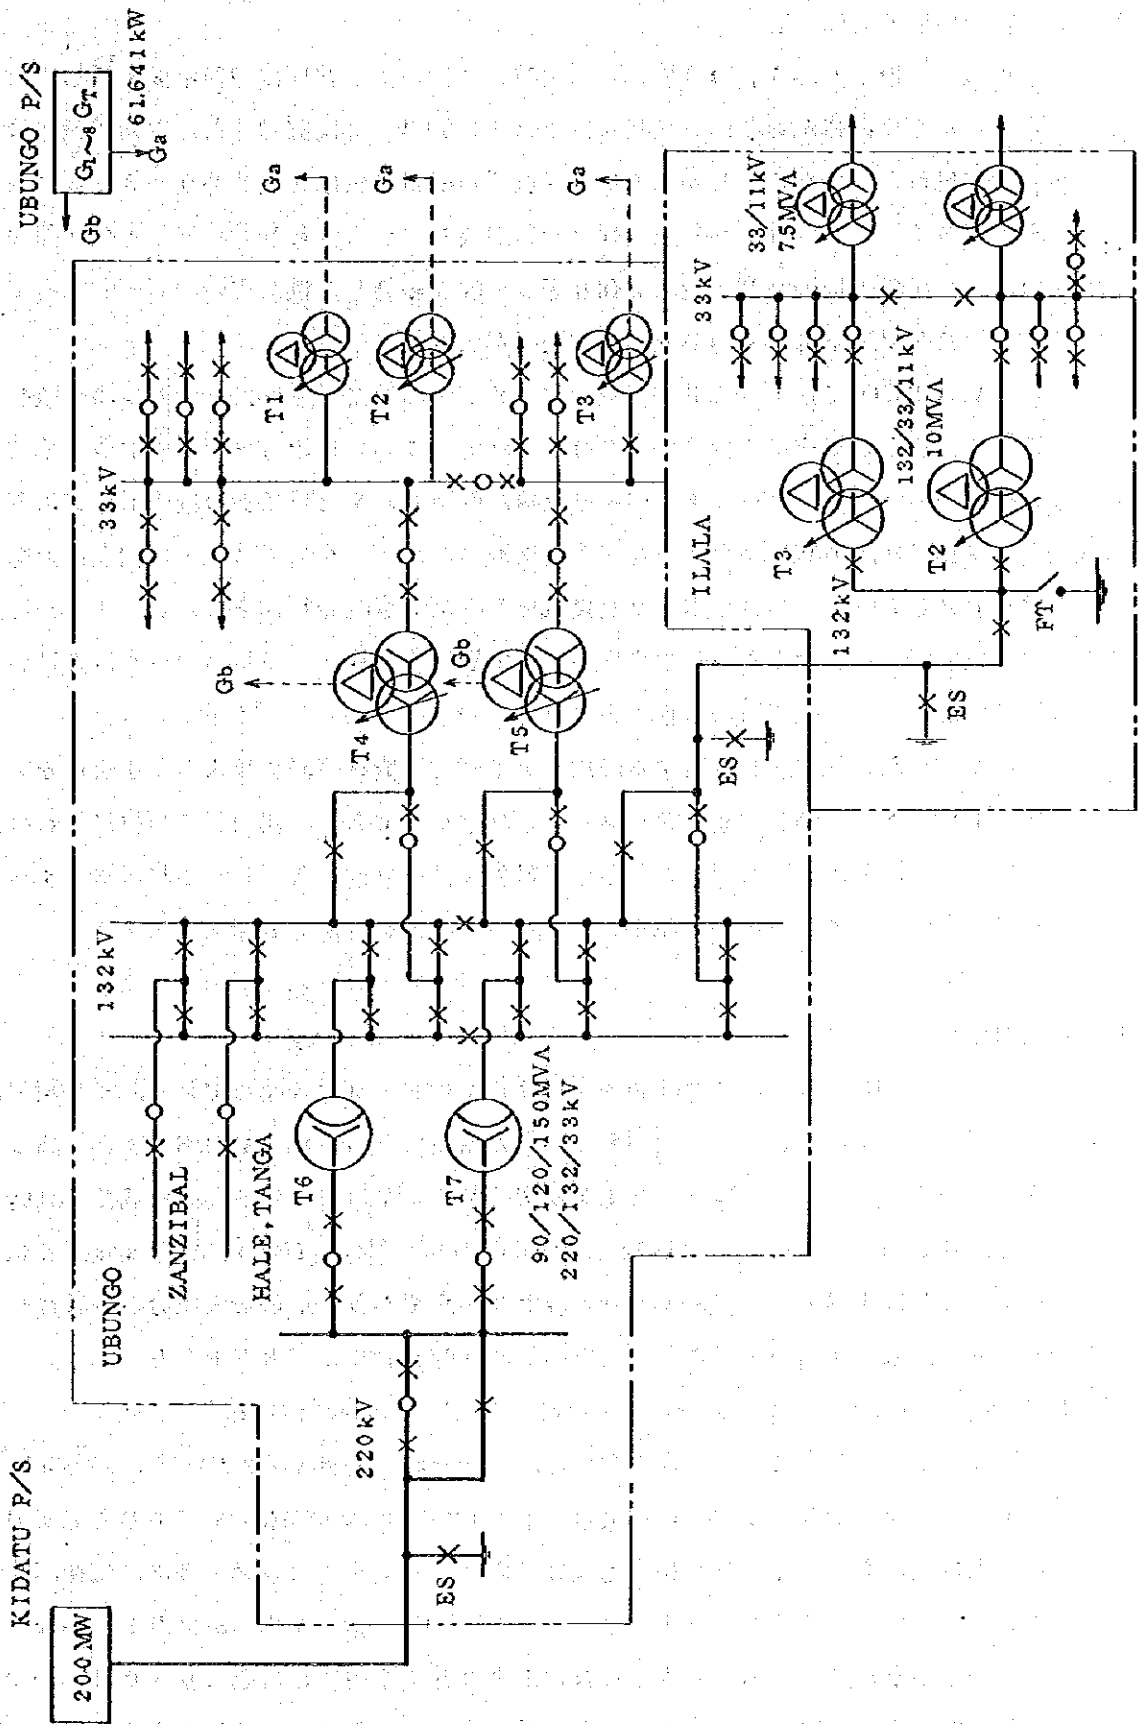 KIDATU P/S
200 MW
ES
220kV
UBUNGO
ZANZIBAL
HALE, TANGA
T6
T7
90/120/150MVA
220/132/33kV
132kV
T4
T5
Gb
Gb
ES
33kV
T1
T2
T3
Ga
Ga
Ga
UBUNGO P/S
G1~8 GT
Gb
Ga
61.641kW
ILALA
132kV
ES
FT
T3
T2
132/33/11kV
10MVA
33kV
33/11kV
7.5MVA